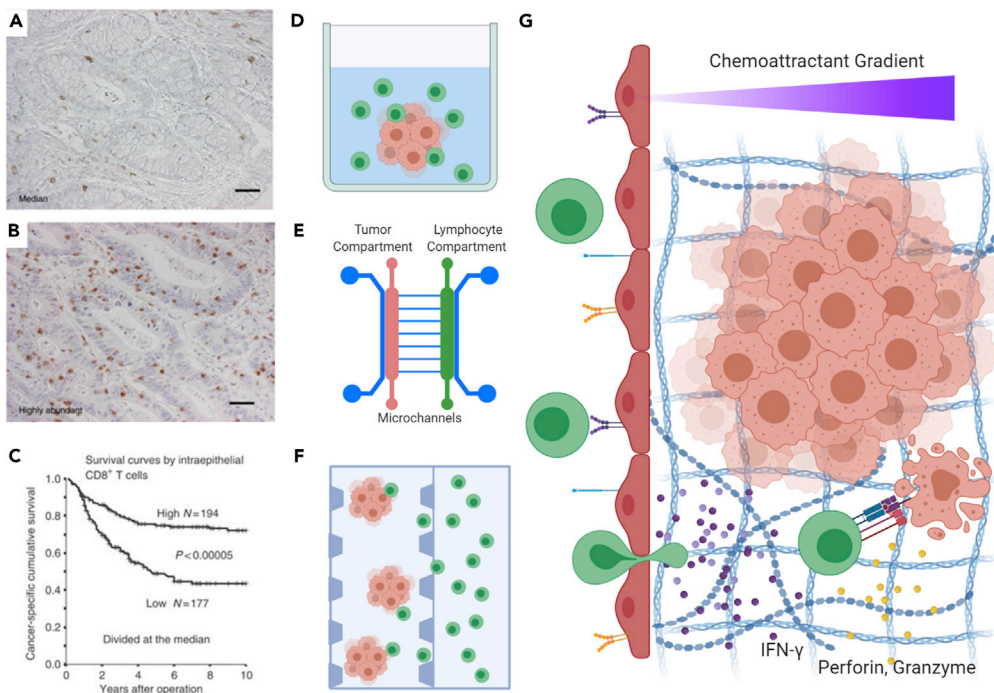 A
Median
B
Highly abundant
C
Survival curves by intraepithelial
CD8⁺ T cells
High N=194
P<0.00005
Low N=177
Divided at the median
Cancer-specific cumulative survival
1.0
0.8
0.6
0.4
0.2
0.0
0 2 4 6 8 10
Years after operation
D
E
Tumor
Compartment
Lymphocyte
Compartment
Microchannels
F
G
Chemoattractant Gradient
IFN-γ
Perforin, Granzyme